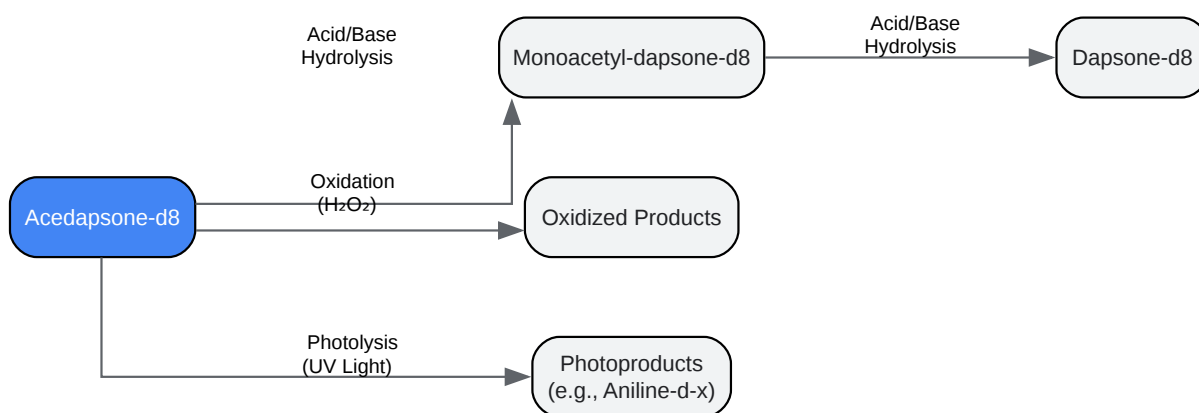 Acid/Base
Hydrolysis
Monoacetyl-dapsone-d8
Acid/Base
Hydrolysis
Dapsone-d8
Acedapsone-d8
Oxidation
(H₂O₂)
Oxidized Products
Photolysis
(UV Light)
Photoproducts
(e.g., Aniline-d-x)